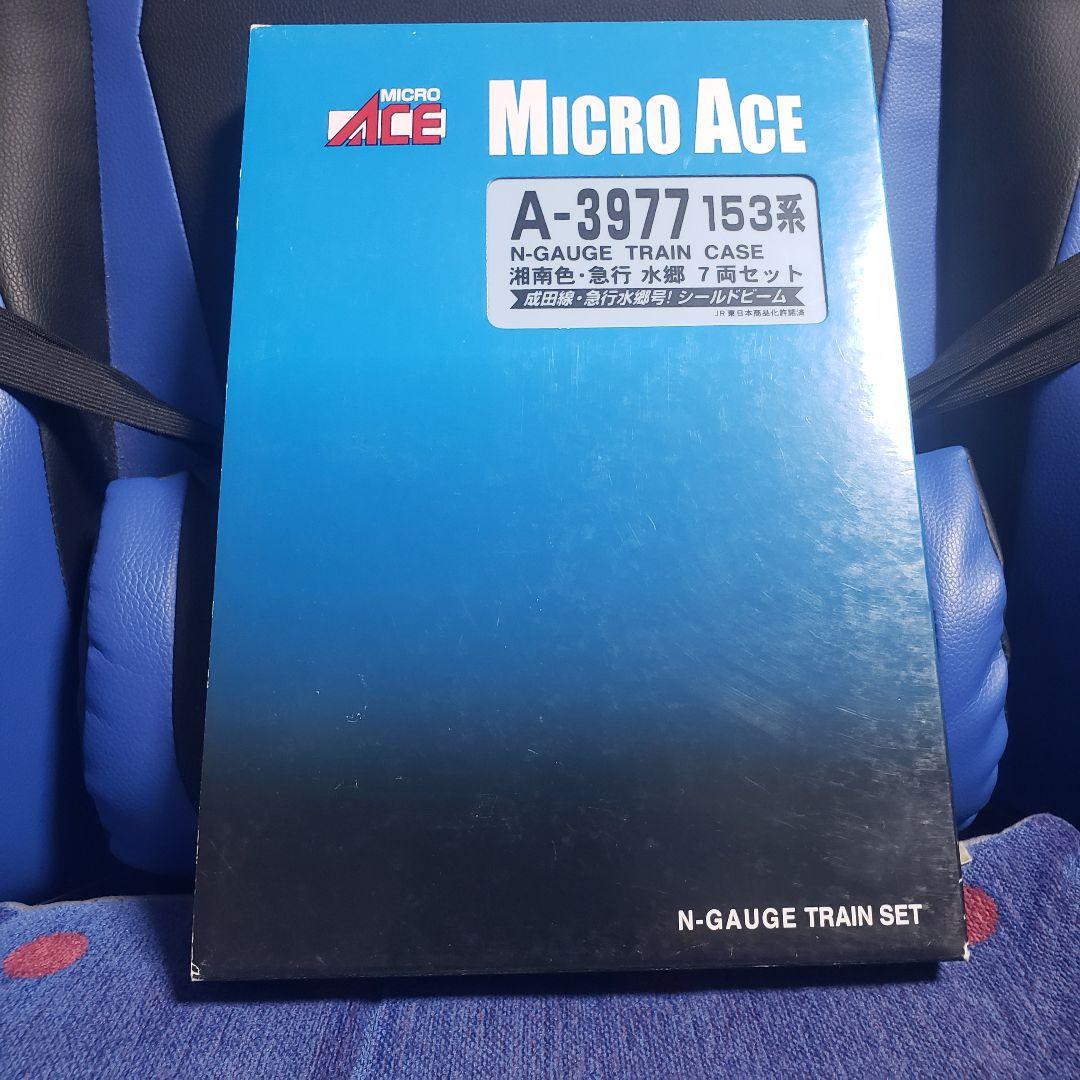 MICRO
ACE
MICRO ACE
A-3977 153系
N-GAUGE TRAIN CASE
湘南色・急行 水郷 7両セット
成田線・急行水郷号! シールドビーム
JR東日本商品化許諾済
N-GAUGE TRAIN SET